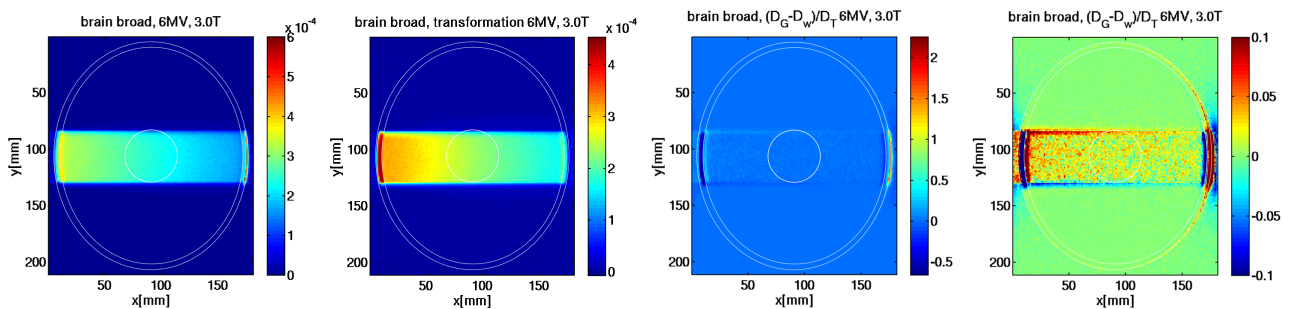 brain broad, 6MV, 3.0T
x 10^-4
6
5
4
3
2
1
0
50
100
150
200
y[mm]
50 100 150
x[mm]
brain broad, transformation 6MV, 3.0T
x 10^-4
4
3
2
1
0
50
100
150
200
y[mm]
50 100 150
x[mm]
brain broad, (D_G-D_w)/D_T 6MV, 3.0T
2
1.5
1
0.5
0
-0.5
50
100
150
200
y[mm]
50 100 150
x[mm]
brain broad, (D_G-D_w)/D_T 6MV, 3.0T
0.1
0.05
0
-0.05
-0.1
50
100
150
200
y[mm]
50 100 150
x[mm]